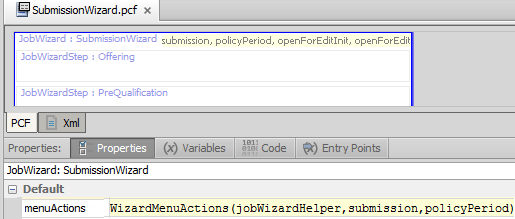 SubmissionWizard.pcf
JobWizard : SubmissionWizard submission, policyPeriod, openForEditInit, openForEdit
JobWizardStep : Offering
JobWizardStep : PreQualification
PCF Xml
Properties: Properties (x) Variables Code Entry Points
JobWizard: SubmissionWizard
Default
menuActions WizardMenuActions(jobWizardHelper,submission,policyPeriod)